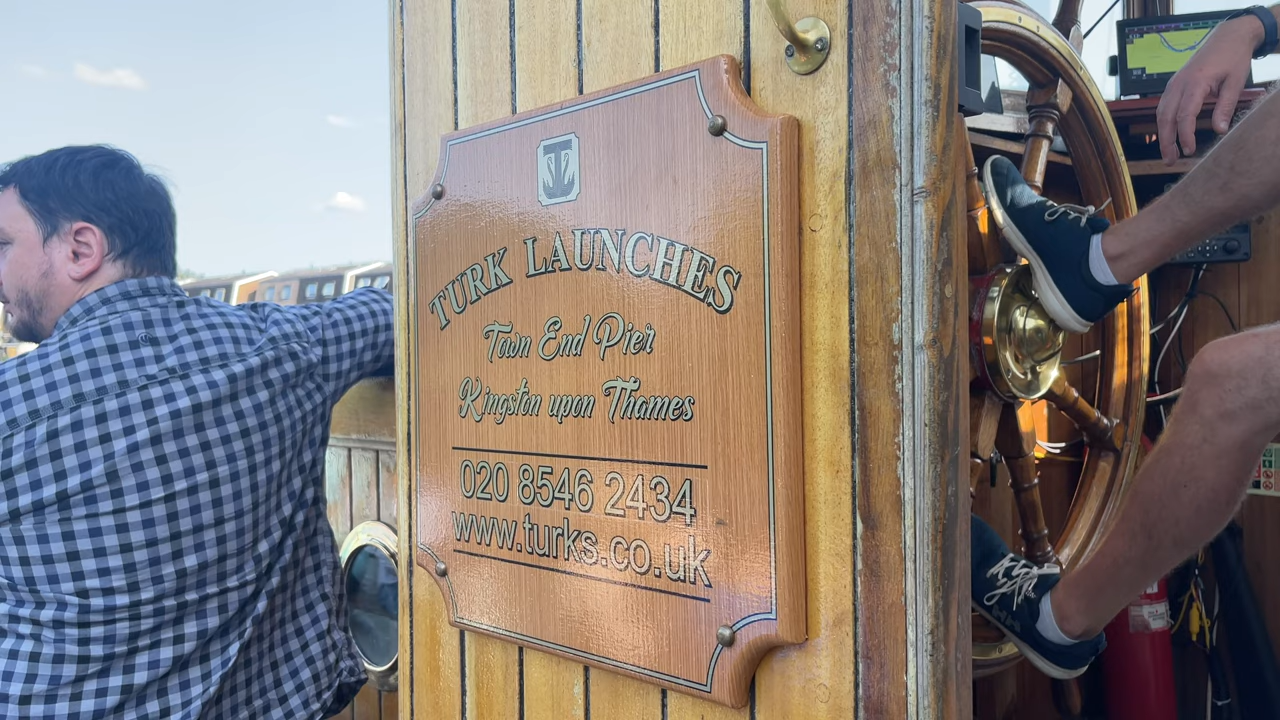 TURK LAUNCHES
Town End Pier
Kingston upon Thames
020 8546 2434
www.turks.co.uk